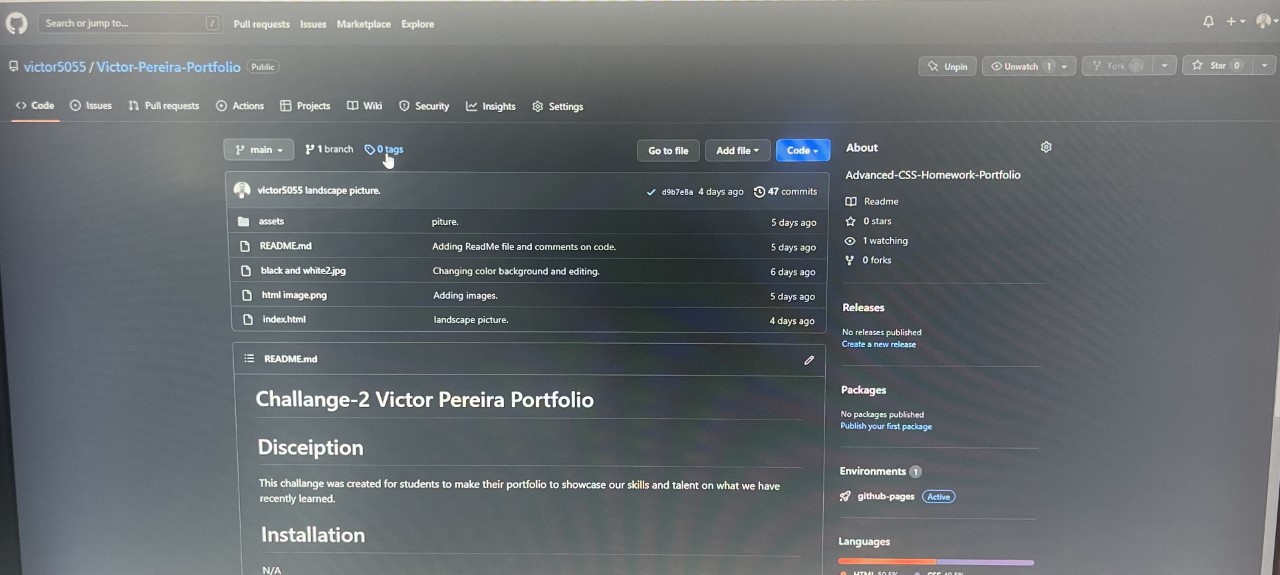 Search or jump to... /
Pull requests Issues Marketplace Explore
victor5055 / Victor-Pereira-Portfolio Public
Unpin Unwatch 1 Fork Star 0
Code Issues Pull requests Actions Projects Wiki Security Insights Settings
main 1 branch 0 tags Go to file Add file Code
victor5055 landscape picture. d9b7e8a 4 days ago 47 commits
assets piture. 5 days ago
README.md Adding ReadMe file and comments on code. 5 days ago
black and white2.jpg Changing color background and editing. 6 days ago
html image.png Adding images. 5 days ago
index.html landscape picture. 4 days ago
README.md
Challange-2 Victor Pereira Portfolio
Disceiption
This challange was created for students to make their portfolio to showcase our skills and talent on what we have
recently learned.
Installation
N/A
About
Advanced-CSS-Homework-Portfolio
Readme
0 stars
1 watching
0 forks
Releases
No releases published
Create a new release
Packages
No packages published
Publish your first package
Environments 1
github-pages Active
Languages
HTML CSS